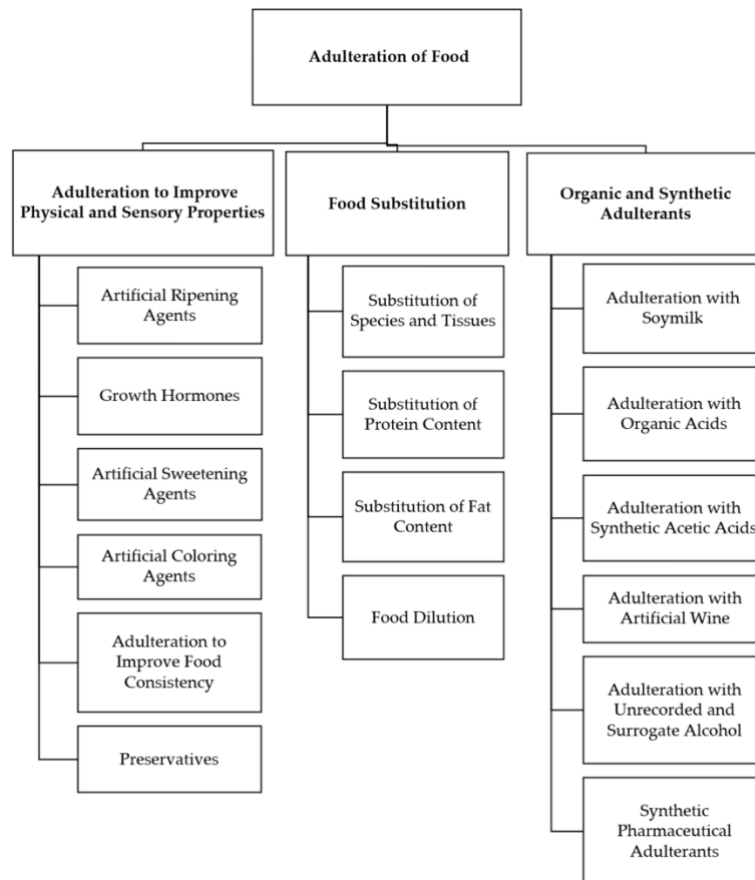 Adulteration of Food
Adulteration to Improve
Physical and Sensory Properties
Artificial Ripening
Agents
Growth Hormones
Artificial Sweetening
Agents
Artificial Coloring
Agents
Adulteration to
Improve Food
Consistency
Preservatives
Food Substitution
Substitution of
Species and Tissues
Substitution of
Protein Content
Substitution of Fat
Content
Food Dilution
Organic and Synthetic
Adulterants
Adulteration with
Soymilk
Adulteration with
Organic Acids
Adulteration with
Synthetic Acetic Acids
Adulteration with
Artificial Wine
Adulteration with
Unrecorded and
Surrogate Alcohol
Synthetic
Pharmaceutical
Adulterants